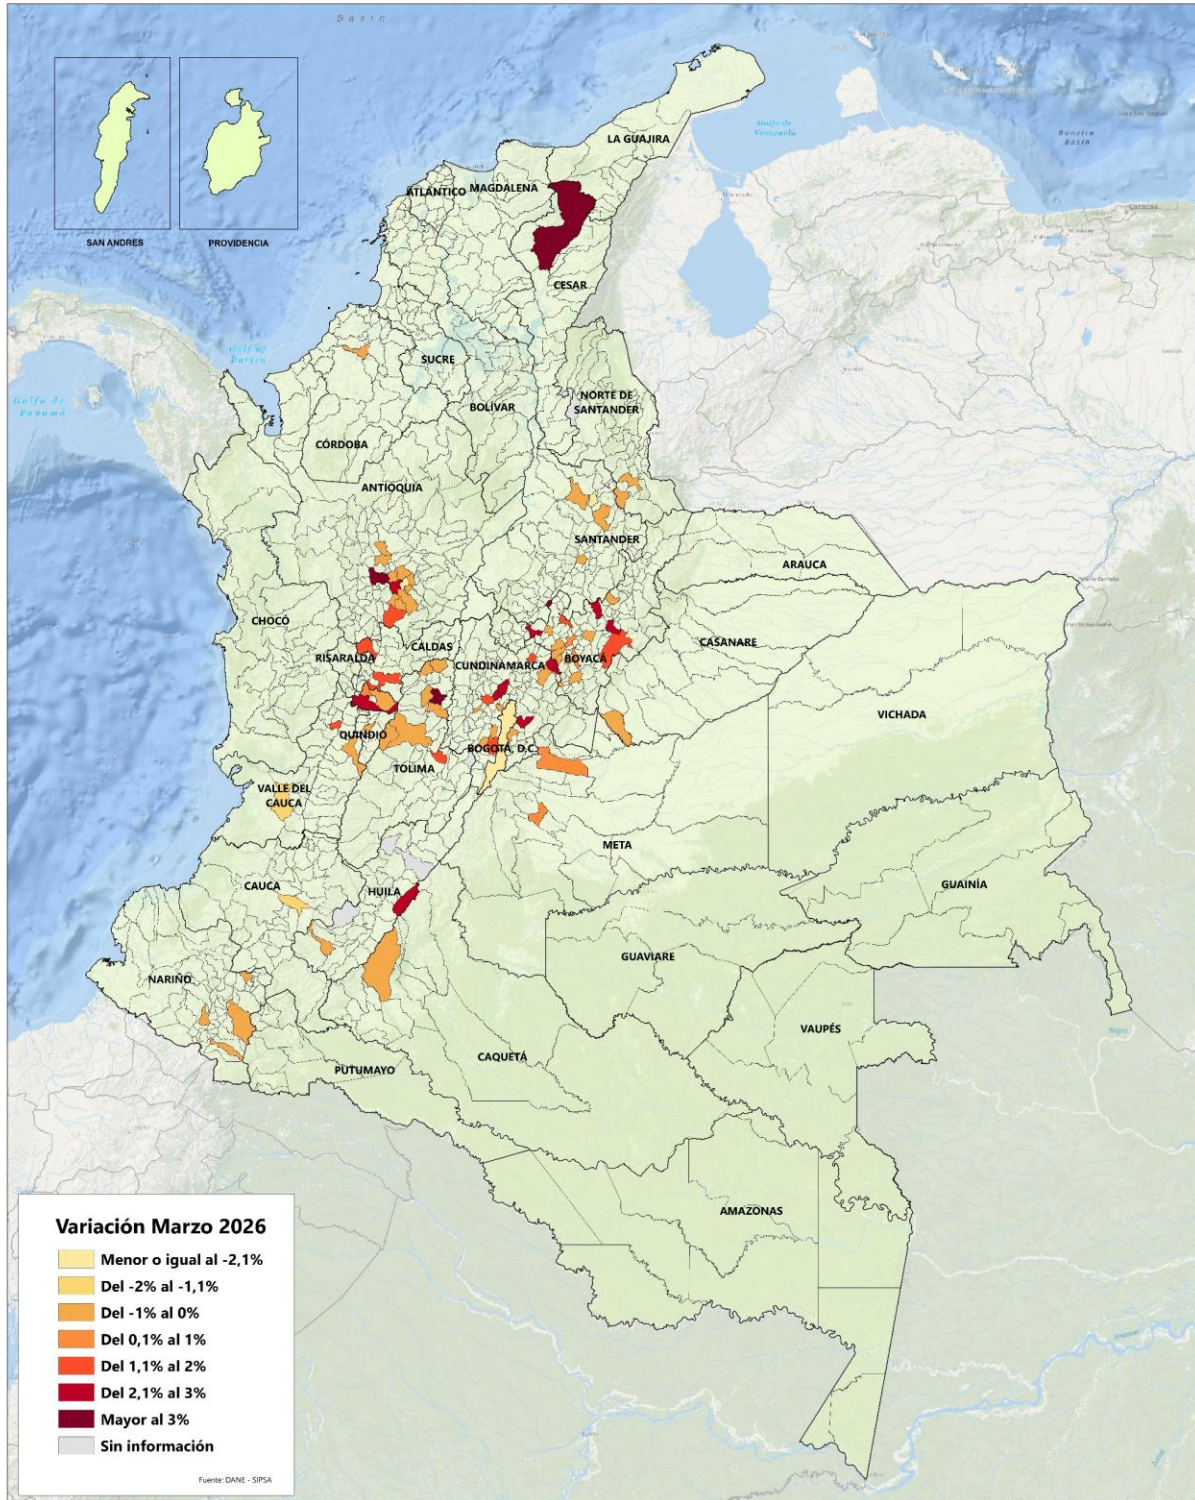 Basin
LA GUAJIRA
Golfo de
Venezuela
ATLÁNTICO
MAGDALENA
SAN ANDRES
PROVIDENCIA
Caracas
CESAR
Golfo de
Panamá
SUCRE
NORTE DE
SANTANDER
BOLÍVAR
CÓRDOBA
ANTIOQUIA
SANTANDER
ARAUCA
CHOCÓ
CASANARE
CALDAS
RISARALDA
CUNDINAMARCA
BOYACÁ
VICHADA
QUINDIO
BOGOTÁ, D.C.
TOLIMA
VALLE DEL
CAUCA
META
CAUCA
HUILA
GUAINÍA
GUAVIARE
NARIÑO
VAUPÉS
CAQUETÁ
PUTUMAYO
AMAZONAS
Variación Marzo 2026
Menor o igual al -2,1%
Del -2% al -1,1%
Del -1% al 0%
Del 0,1% al 1%
Del 1,1% al 2%
Del 2,1% al 3%
Mayor al 3%
Sin información
Fuente: DANE - SIPSA